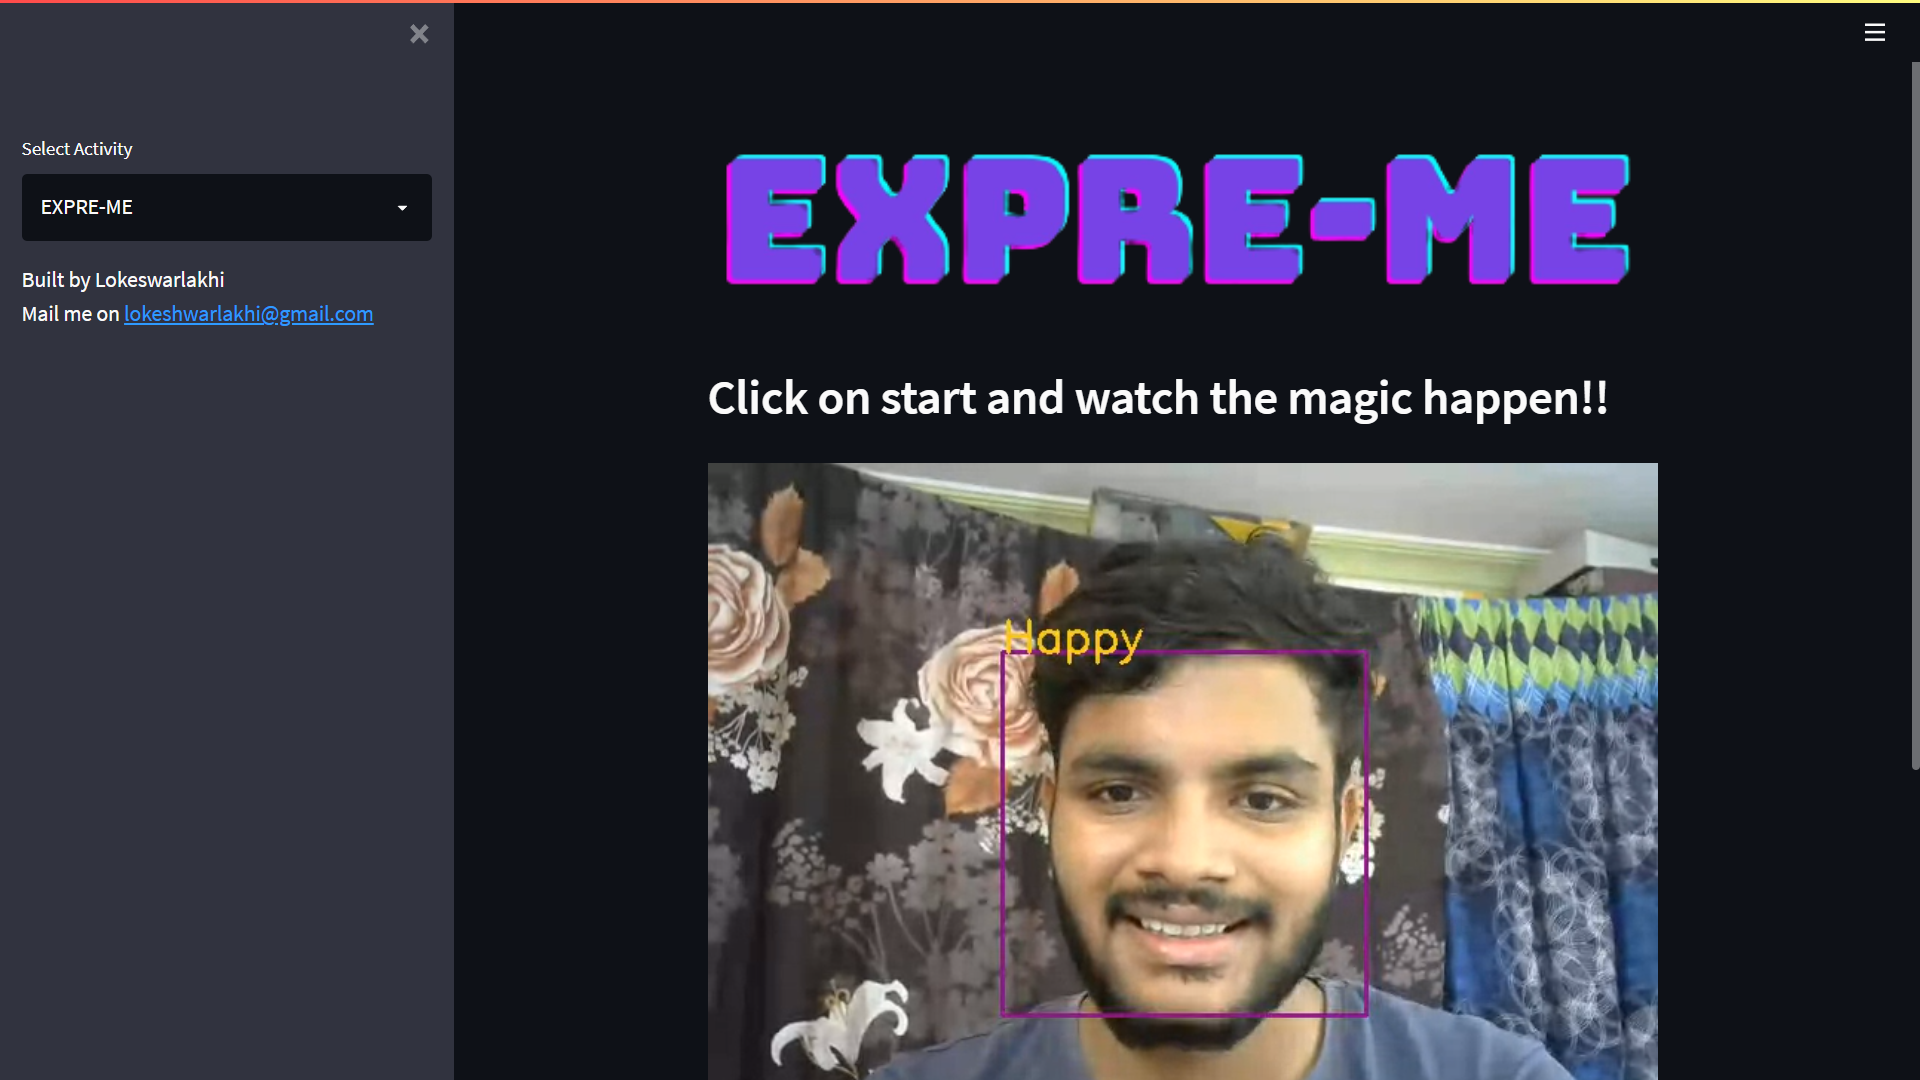 Select Activity
EXPRE-ME
Built by Lokeswarlakhi
Mail me on lokeshwarlakhi@gmail.com
EXPRE-ME
Click on start and watch the magic happen!!
Happy